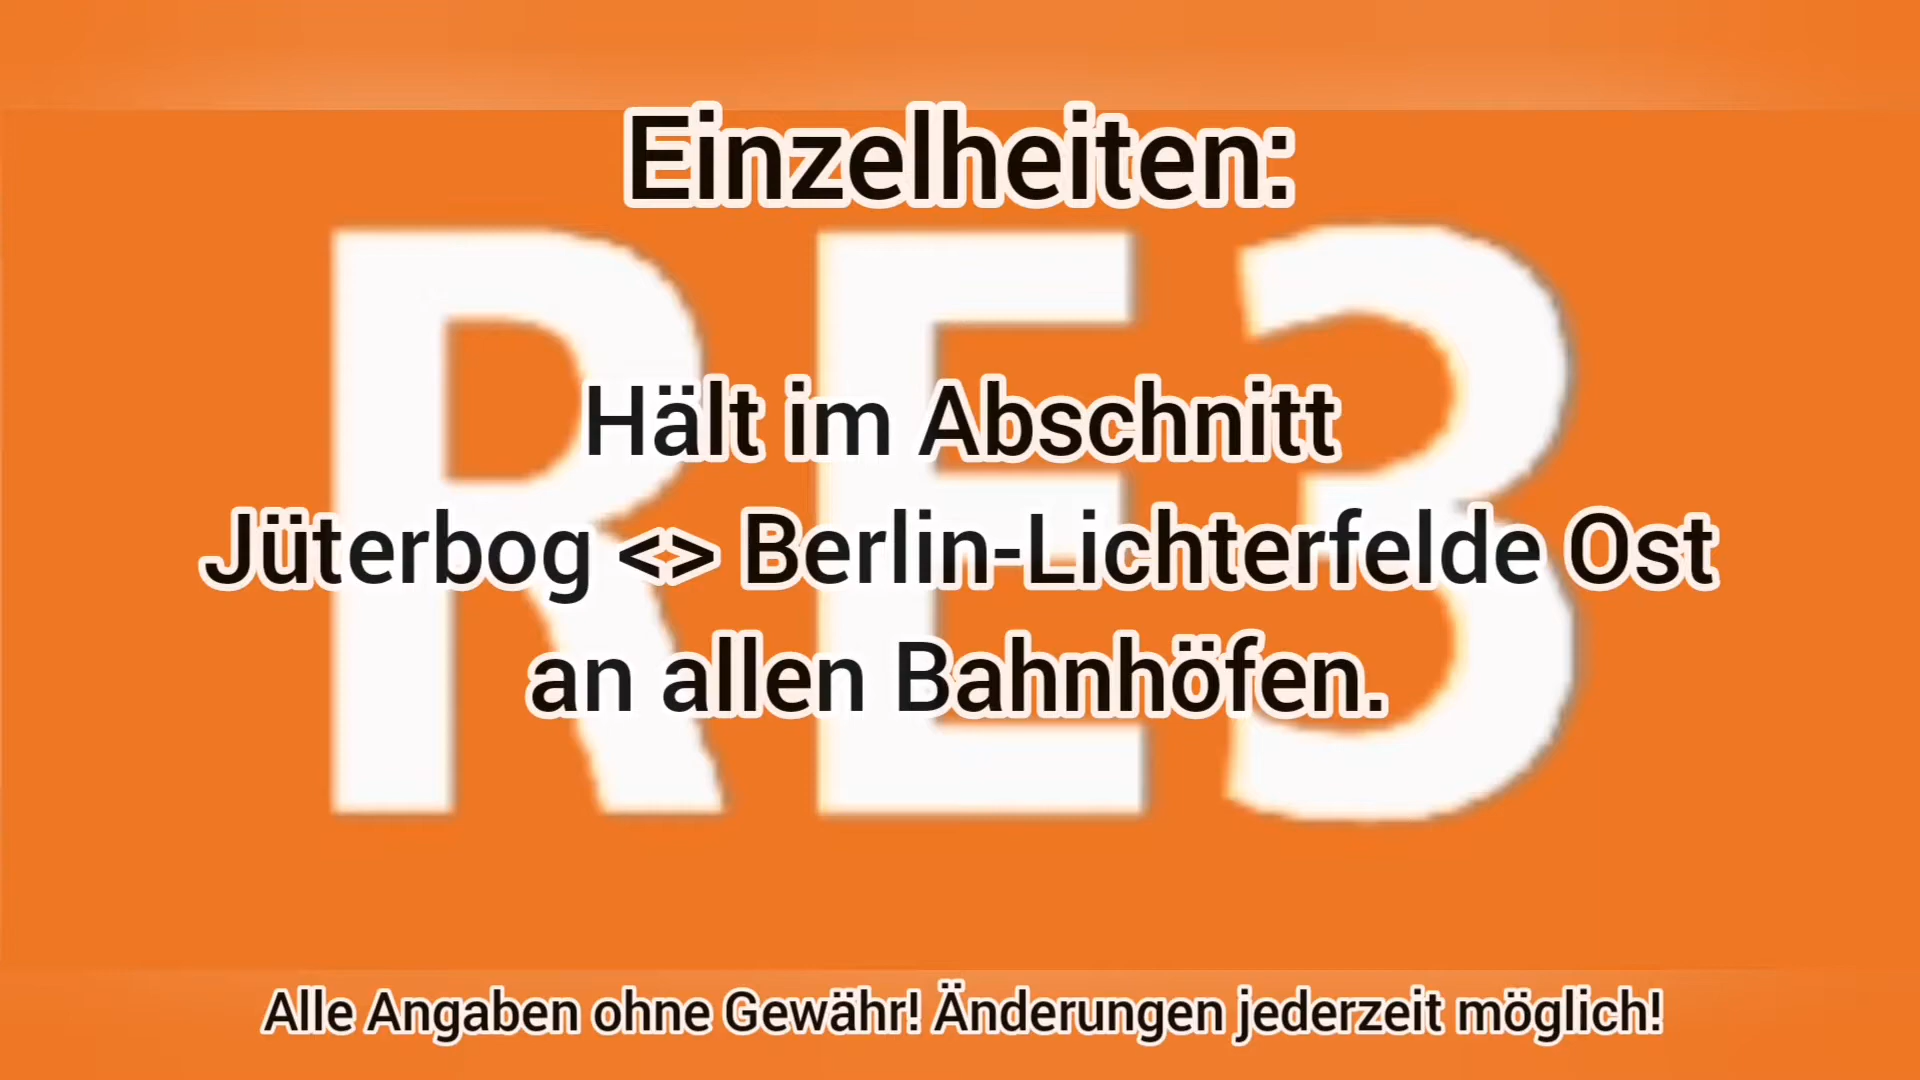 Einzelheiten:
RE3
Hält im Abschnitt
Jüterbog <> Berlin-Lichterfelde Ost
an allen Bahnhöfen.
Alle Angaben ohne Gewähr! Änderungen jederzeit möglich!